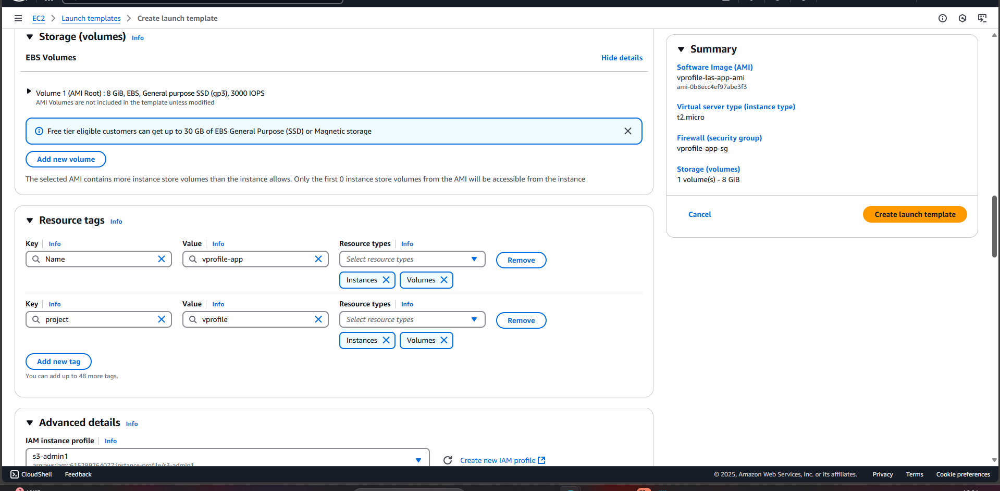 EC2 > Launch templates > Create launch template
Storage (volumes) Info
EBS Volumes Hide details
Volume 1 (AMI Root) : 8 GiB, EBS, General purpose SSD (gp3), 3000 IOPS
AMI Volumes are not included in the template unless modified
Free tier eligible customers can get up to 30 GB of EBS General Purpose (SSD) or Magnetic storage
Add new volume
The selected AMI contains more instance store volumes than the instance allows. Only the first 0 instance store volumes from the AMI will be accessible from the instance
Resource tags Info
Key Info Value Info Resource types Info
Name vprofile-app Select resource types Remove
Instances Volumes
Key Info Value Info Resource types Info
project vprofile Select resource types Remove
Instances Volumes
Add new tag
You can add up to 48 more tags.
Advanced details Info
IAM instance profile Info
s3-admin1
arn:aws:iam::615299764077:instance-profile/s3-admin1
Create new IAM profile
Summary
Software Image (AMI)
vprofile-las-app-ami
ami-0b8ecc4ef97abe3f3
Virtual server type (instance type)
t2.micro
Firewall (security group)
vprofile-app-sg
Storage (volumes)
1 volume(s) - 8 GiB
Cancel Create launch template
CloudShell Feedback © 2025, Amazon Web Services, Inc. or its affiliates. Privacy Terms Cookie preferences